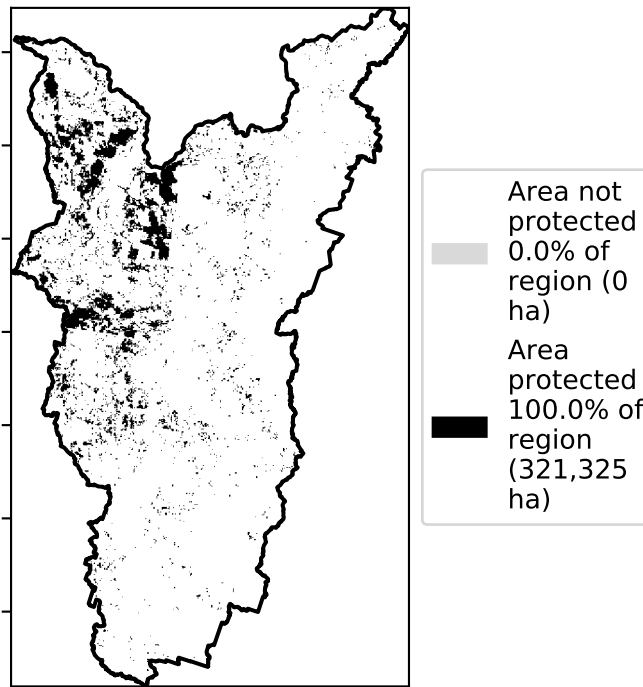 Area not
protected
0.0% of
region (0
ha)
Area
protected
100.0% of
region
(321,325
ha)